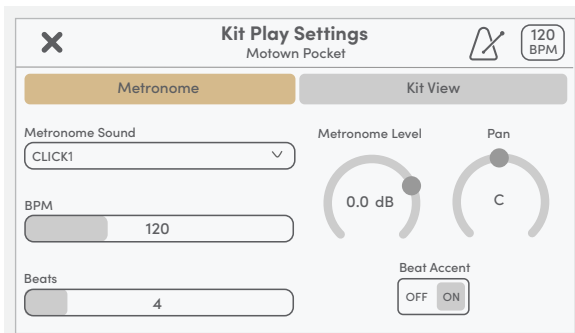 Kit Play Settings
Motown Pocket
120
BPM
Metronome
Kit View
Metronome Sound
CLICK1
BPM
120
Beats
4
Metronome Level
0.0 dB
Pan
C
Beat Accent
OFF ON